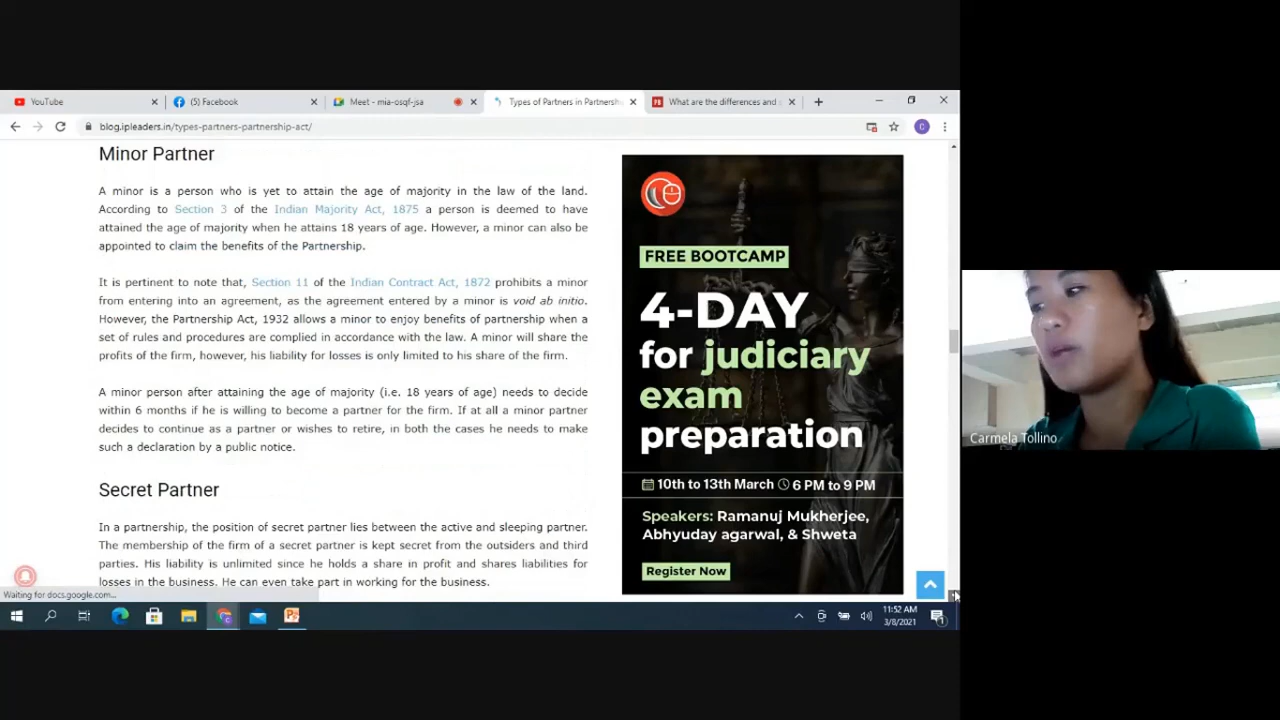 YouTube
(5) Facebook
Meet - mia-osqf-jsa
Types of Partners in Partnersh
What are the differences and
blog.ipleaders.in/types-partners-partnership-act/
C
Minor Partner
A minor is a person who is yet to attain the age of majority in the law of the land.
According to Section 3 of the Indian Majority Act, 1875 a person is deemed to have
attained the age of majority when he attains 18 years of age. However, a minor can also be
appointed to claim the benefits of the Partnership.
It is pertinent to note that, Section 11 of the Indian Contract Act, 1872 prohibits a minor
from entering into an agreement, as the agreement entered by a minor is void ab initio.
However, the Partnership Act, 1932 allows a minor to enjoy benefits of partnership when a
set of rules and procedures are complied in accordance with the law. A minor will share the
profits of the firm, however, his liability for losses is only limited to his share of the firm.
A minor person after attaining the age of majority (i.e. 18 years of age) needs to decide
within 6 months if he is willing to become a partner for the firm. If at all a minor partner
decides to continue as a partner or wishes to retire, in both the cases he needs to make
such a declaration by a public notice.
Secret Partner
In a partnership, the position of secret partner lies between the active and sleeping partner.
The membership of the firm of a secret partner is kept secret from the outsiders and third
parties. His liability is unlimited since he holds a share in profit and shares liabilities for
losses in the business. He can even take part in working for the business.
Waiting for docs.google.com...
FREE BOOTCAMP
4-DAY
for judiciary
exam
preparation
10th to 13th March 6 PM to 9 PM
Speakers: Ramanuj Mukherjee,
Abhyuday agarwal, & Shweta
Register Now
11:52 AM
3/8/2021
Carmela Tollino